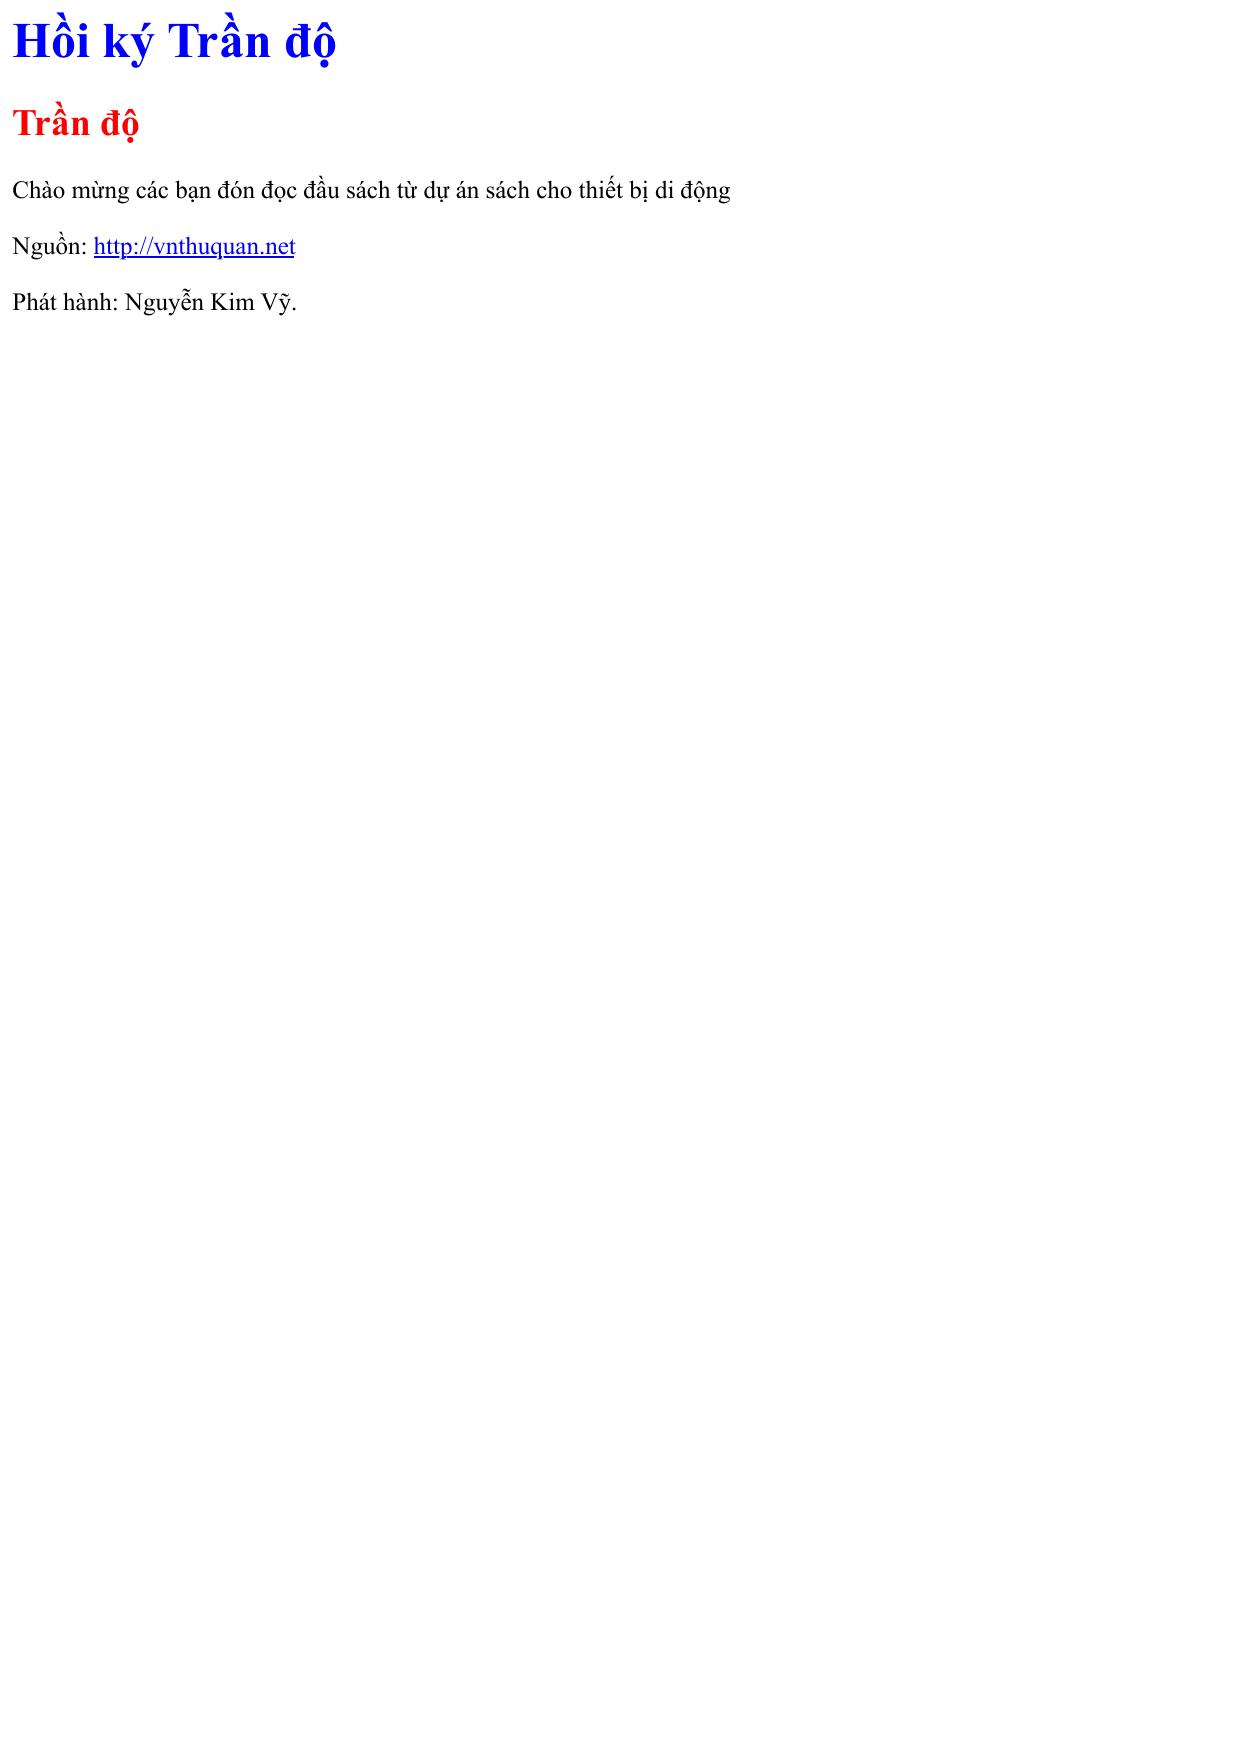 Hồi ký Trần độ
Trần độ
Chào mừng các bạn đón đọc đầu sách từ dự án sách cho thiết bị di động
Nguồn: http://vnthuquan.net
Phát hành: Nguyễn Kim Vỹ.